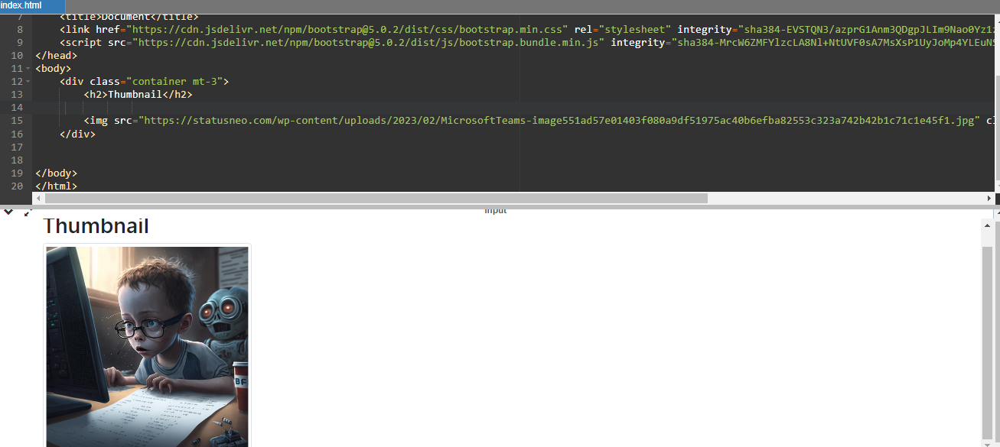 index.html
7 <title>Document</title>
8 <link href="https://cdn.jsdelivr.net/npm/bootstrap@5.0.2/dist/css/bootstrap.min.css" rel="stylesheet" integrity="sha384-EVSTQN3/azprG1Anm3QDgpJLIm9Nao0Yz1z
9 <script src="https://cdn.jsdelivr.net/npm/bootstrap@5.0.2/dist/js/bootstrap.bundle.min.js" integrity="sha384-MrcW6ZMFYlzcLA8Nl+NtUVF0sA7MsXsP1UyJoMp4YLEuNS
10 </head>
11 <body>
12 <div class="container mt-3">
13 <h2>Thumbnail</h2>
14
15 <img src="https://statusneo.com/wp-content/uploads/2023/02/MicrosoftTeams-image551ad57e01403f080a9df51975ac40b6efba82553c323a742b42b1c71c1e45f1.jpg" cl
16 </div>
17
18
19 </body>
20 </html>
input
Thumbnail
BF